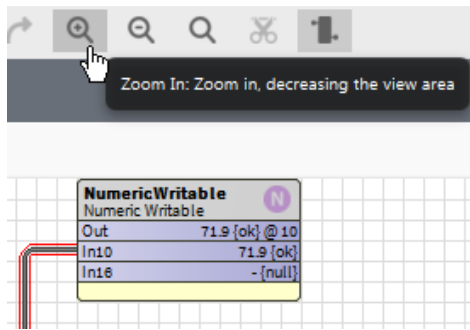 Zoom In: Zoom in, decreasing the view area
NumericWritable
Numeric Writable
N
Out 71.9 {ok} @ 10
In10 71.9 {ok}
In16 - {null}